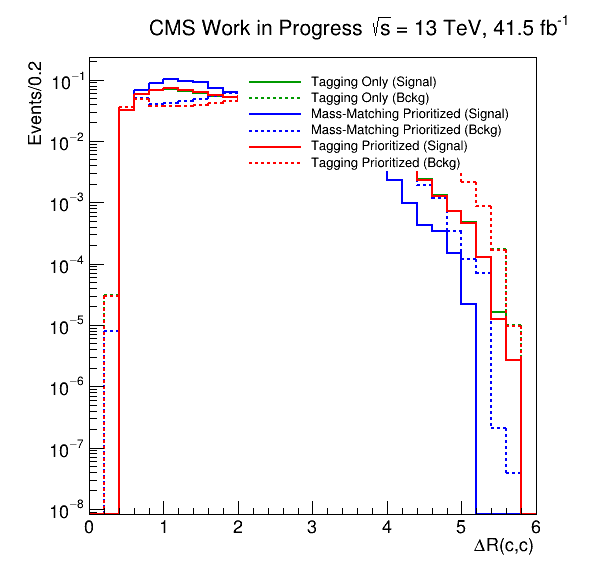 CMS Work in Progress √s = 13 TeV, 41.5 fb⁻¹
Events/0.2
Tagging Only (Signal)
Tagging Only (Bckg)
Mass-Matching Prioritized (Signal)
Mass-Matching Prioritized (Bckg)
Tagging Prioritized (Signal)
Tagging Prioritized (Bckg)
10⁻¹
10⁻²
10⁻³
10⁻⁴
10⁻⁵
10⁻⁶
10⁻⁷
10⁻⁸
0 1 2 3 4 5 6
ΔR(c,c)